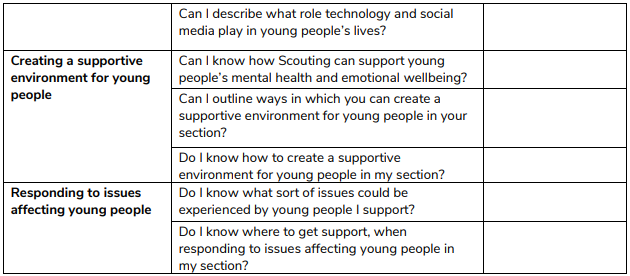 Can I describe what role technology and social
media play in young people's lives?
Creating a supportive
environment for young
people
Can I know how Scouting can support young
people's mental health and emotional wellbeing?
Can I outline ways in which you can create a
supportive environment for young people in your
section?
Do I know how to create a supportive
environment for young people in my section?
Responding to issues
affecting young people
Do I know what sort of issues could be
experienced by young people I support?
Do I know where to get support, when
responding to issues affecting young people in
my section?